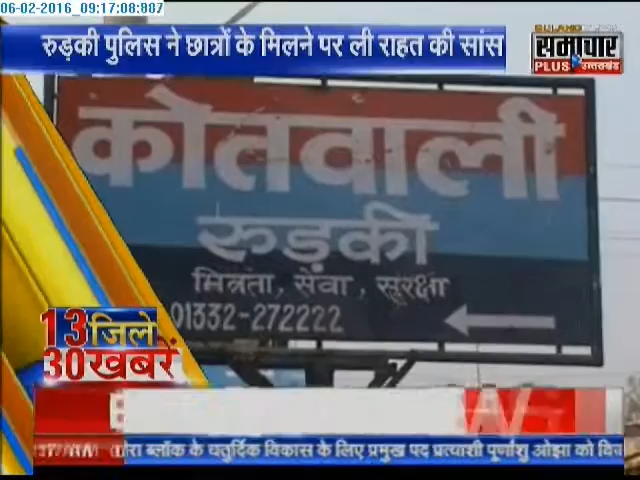 06-02-2016_09:17:08:987
रुड़की पुलिस ने छात्रों के मिलने पर ली राहत की सांस
समाचार
PLUS उत्तराखंड
कोतवाली
रुड़की
मित्रता, सेवा, सुरक्षा
01332-272222
13 जिले
30 खबरें
ब्लॉक के चतुर्दिक विकास के लिए प्रमुख पद प्रत्याशी पूर्णांशु ओझा को